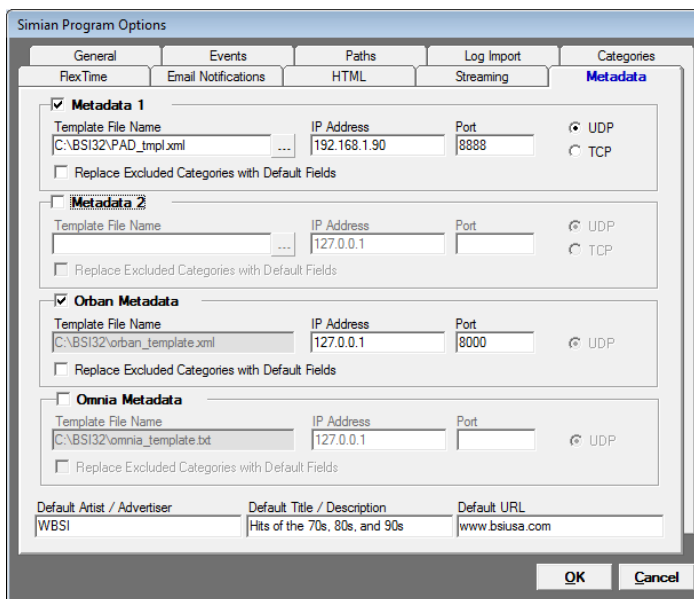 Simian Program Options
General Events Paths Log Import Categories
FlexTime Email Notifications HTML Streaming Metadata
Metadata 1
Template File Name IP Address Port
C:\BSI32\PAD_tmpl.xml ... 192.168.1.90 8888 UDP
TCP
Replace Excluded Categories with Default Fields
Metadata 2
Template File Name IP Address Port UDP
... 127.0.0.1
TCP
Replace Excluded Categories with Default Fields
Orban Metadata
Template File Name IP Address Port
C:\BSI32\orban_template.xml 127.0.0.1 8000 UDP
Replace Excluded Categories with Default Fields
Omnia Metadata
Template File Name IP Address Port
C:\BSI32\omnia_template.txt 127.0.0.1 UDP
Replace Excluded Categories with Default Fields
Default Artist / Advertiser Default Title / Description Default URL
WBSI Hits of the 70s, 80s, and 90s www.bsiusa.com
OK Cancel